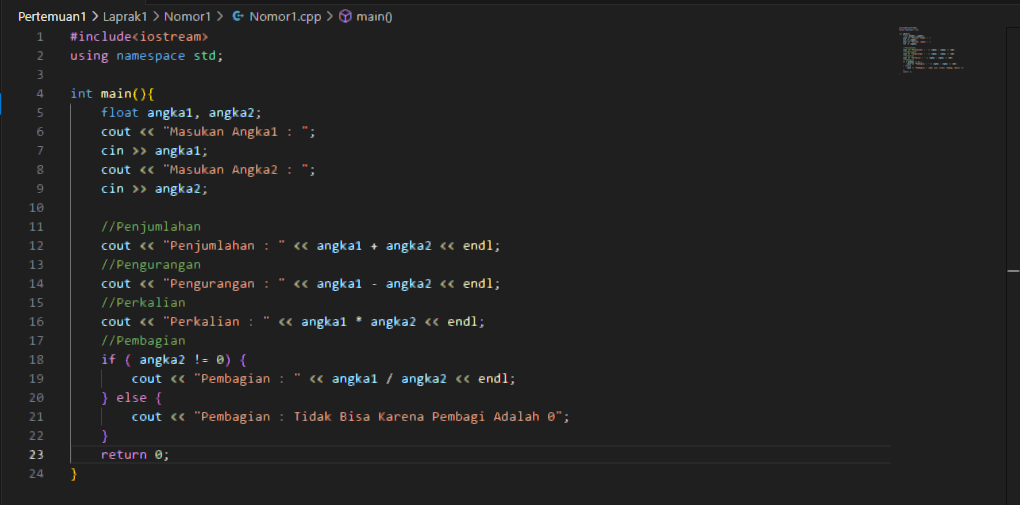 Pertemuan1 > Laprak1 > Nomor1 > Nomor1.cpp > main()
1 #include<iostream>
2 using namespace std;
3
4 int main(){
5 float angka1, angka2;
6 cout << "Masukan Angka1 : ";
7 cin >> angka1;
8 cout << "Masukan Angka2 : ";
9 cin >> angka2;
10
11 //Penjumlahan
12 cout << "Penjumlahan : " << angka1 + angka2 << endl;
13 //Pengurangan
14 cout << "Pengurangan : " << angka1 - angka2 << endl;
15 //Perkalian
16 cout << "Perkalian : " << angka1 * angka2 << endl;
17 //Pembagian
18 if ( angka2 != 0) {
19 cout << "Pembagian : " << angka1 / angka2 << endl;
20 } else {
21 cout << "Pembagian : Tidak Bisa Karena Pembagi Adalah 0";
22 }
23 return 0;
24 }